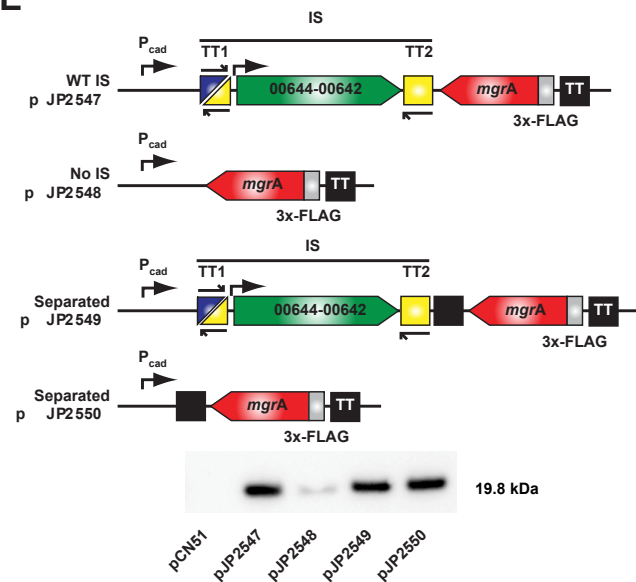 E
IS
Pcad
TT1
TT2
WT IS
p JP2547
00644-00642
mgrA
TT
3x-FLAG
Pcad
No IS
p JP2548
mgrA
TT
3x-FLAG
IS
Pcad
TT1
TT2
Separated
p JP2549
00644-00642
mgrA
TT
3x-FLAG
Pcad
Separated
p JP2550
mgrA
TT
3x-FLAG
19.8 kDa
pCN51
pJP2547
pJP2548
pJP2549
pJP2550